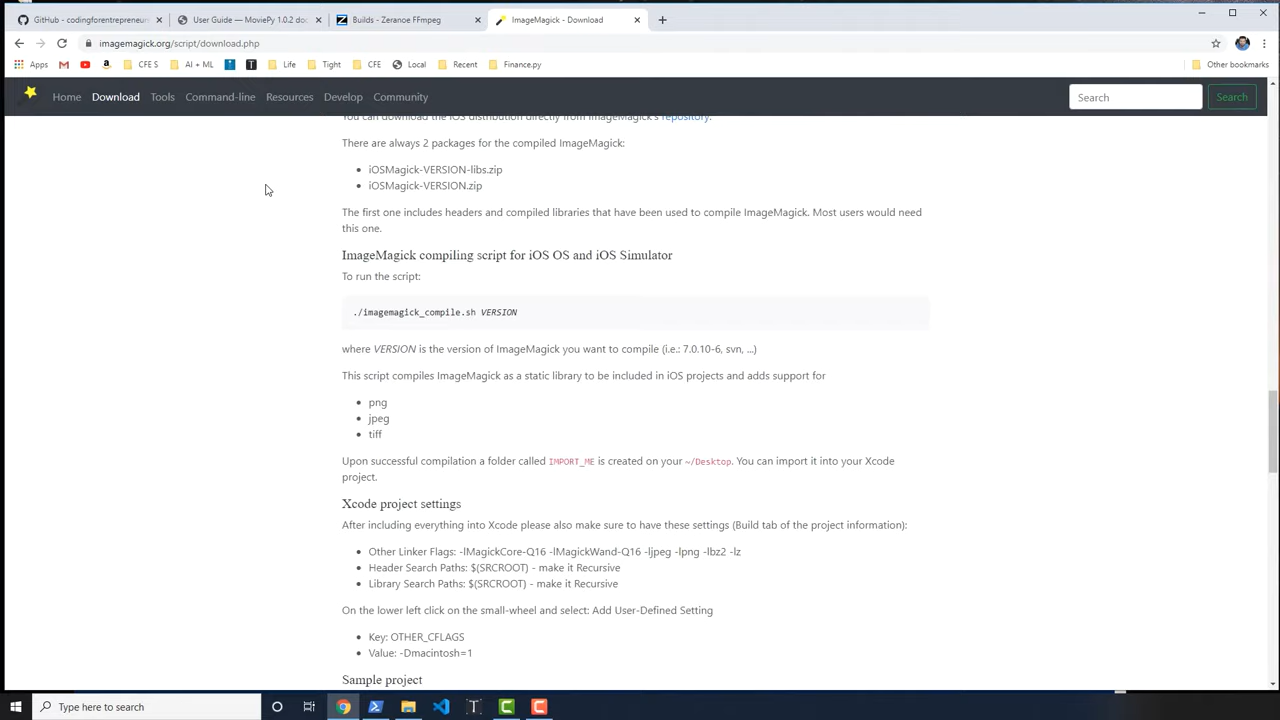 GitHub - codingforentrepreneur
User Guide — MoviePy 1.0.2 doc
Builds - Zeranoe FFmpeg
ImageMagick - Download
imagemagick.org/script/download.php
Apps
CFE S
AI + ML
T
Life
Tight
CFE
Local
Recent
Finance.py
Other bookmarks
Home
Download
Tools
Command-line
Resources
Develop
Community
Search
Search
You can download the iOS distribution directly from ImageMagick's repository.
There are always 2 packages for the compiled ImageMagick:
iOSMagick-VERSION-libs.zip
iOSMagick-VERSION.zip
The first one includes headers and compiled libraries that have been used to compile ImageMagick. Most users would need
this one.
ImageMagick compiling script for iOS OS and iOS Simulator
To run the script:
./imagemagick_compile.sh VERSION
where VERSION is the version of ImageMagick you want to compile (i.e.: 7.0.10-6, svn, ...)
This script compiles ImageMagick as a static library to be included in iOS projects and adds support for
png
jpeg
tiff
Upon successful compilation a folder called IMPORT_ME is created on your ~/Desktop. You can import it into your Xcode
project.
Xcode project settings
After including everything into Xcode please also make sure to have these settings (Build tab of the project information):
Other Linker Flags: -lMagickCore-Q16 -lMagickWand-Q16 -ljpeg -lpng -lbz2 -lz
Header Search Paths: $(SRCROOT) - make it Recursive
Library Search Paths: $(SRCROOT) - make it Recursive
On the lower left click on the small-wheel and select: Add User-Defined Setting
Key: OTHER_CFLAGS
Value: -Dmacintosh=1
Sample project
Type here to search